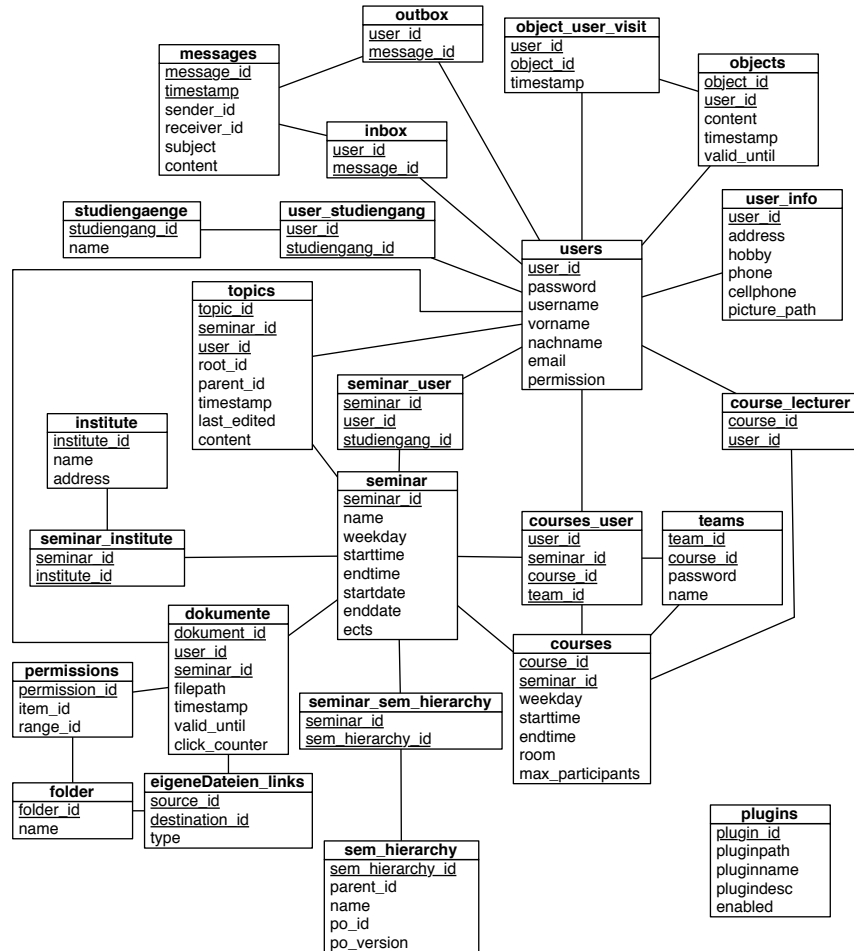 outbox
user_id
message_id
object_user_visit
user_id
object_id
timestamp
messages
message_id
timestamp
sender_id
receiver_id
subject
content
objects
object_id
user_id
content
timestamp
valid_until
inbox
user_id
message_id
studiengaenge
studiengang_id
name
user_studiengang
user_id
studiengang_id
user_info
user_id
address
hobby
phone
cellphone
picture_path
users
user_id
password
username
vorname
nachname
email
permission
topics
topic_id
seminar_id
user_id
root_id
parent_id
timestamp
last_edited
content
seminar_user
seminar_id
user_id
studiengang_id
course_lecturer
course_id
user_id
institute
institute_id
name
address
seminar
seminar_id
name
weekday
starttime
endtime
startdate
enddate
ects
seminar_institute
seminar_id
institute_id
courses_user
user_id
seminar_id
course_id
team_id
teams
team_id
course_id
password
name
dokumente
dokument_id
user_id
seminar_id
filepath
timestamp
valid_until
click_counter
courses
course_id
seminar_id
weekday
starttime
endtime
room
max_participants
permissions
permission_id
item_id
range_id
seminar_sem_hierarchy
seminar_id
sem_hierarchy_id
folder
folder_id
name
eigeneDateien_links
source_id
destination_id
type
sem_hierarchy
sem_hierarchy_id
parent_id
name
po_id
po_version
plugins
plugin_id
pluginpath
pluginname
plugindesc
enabled